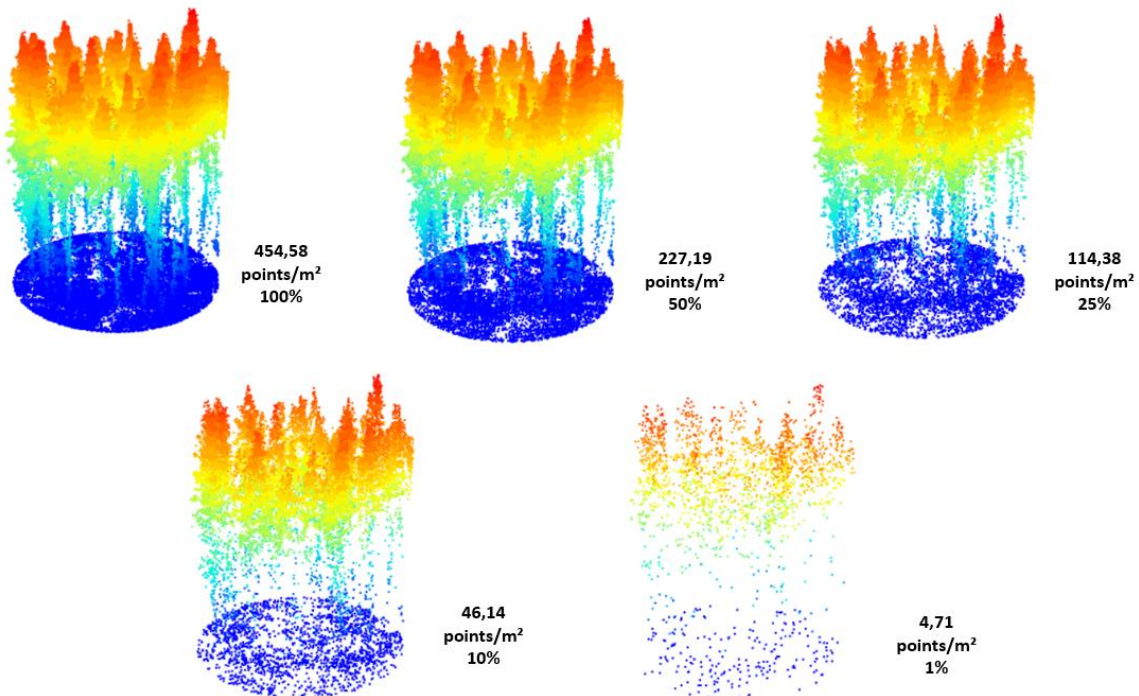 454,58
points/m²
100%
227,19
points/m²
50%
114,38
points/m²
25%
46,14
points/m²
10%
4,71
points/m²
1%